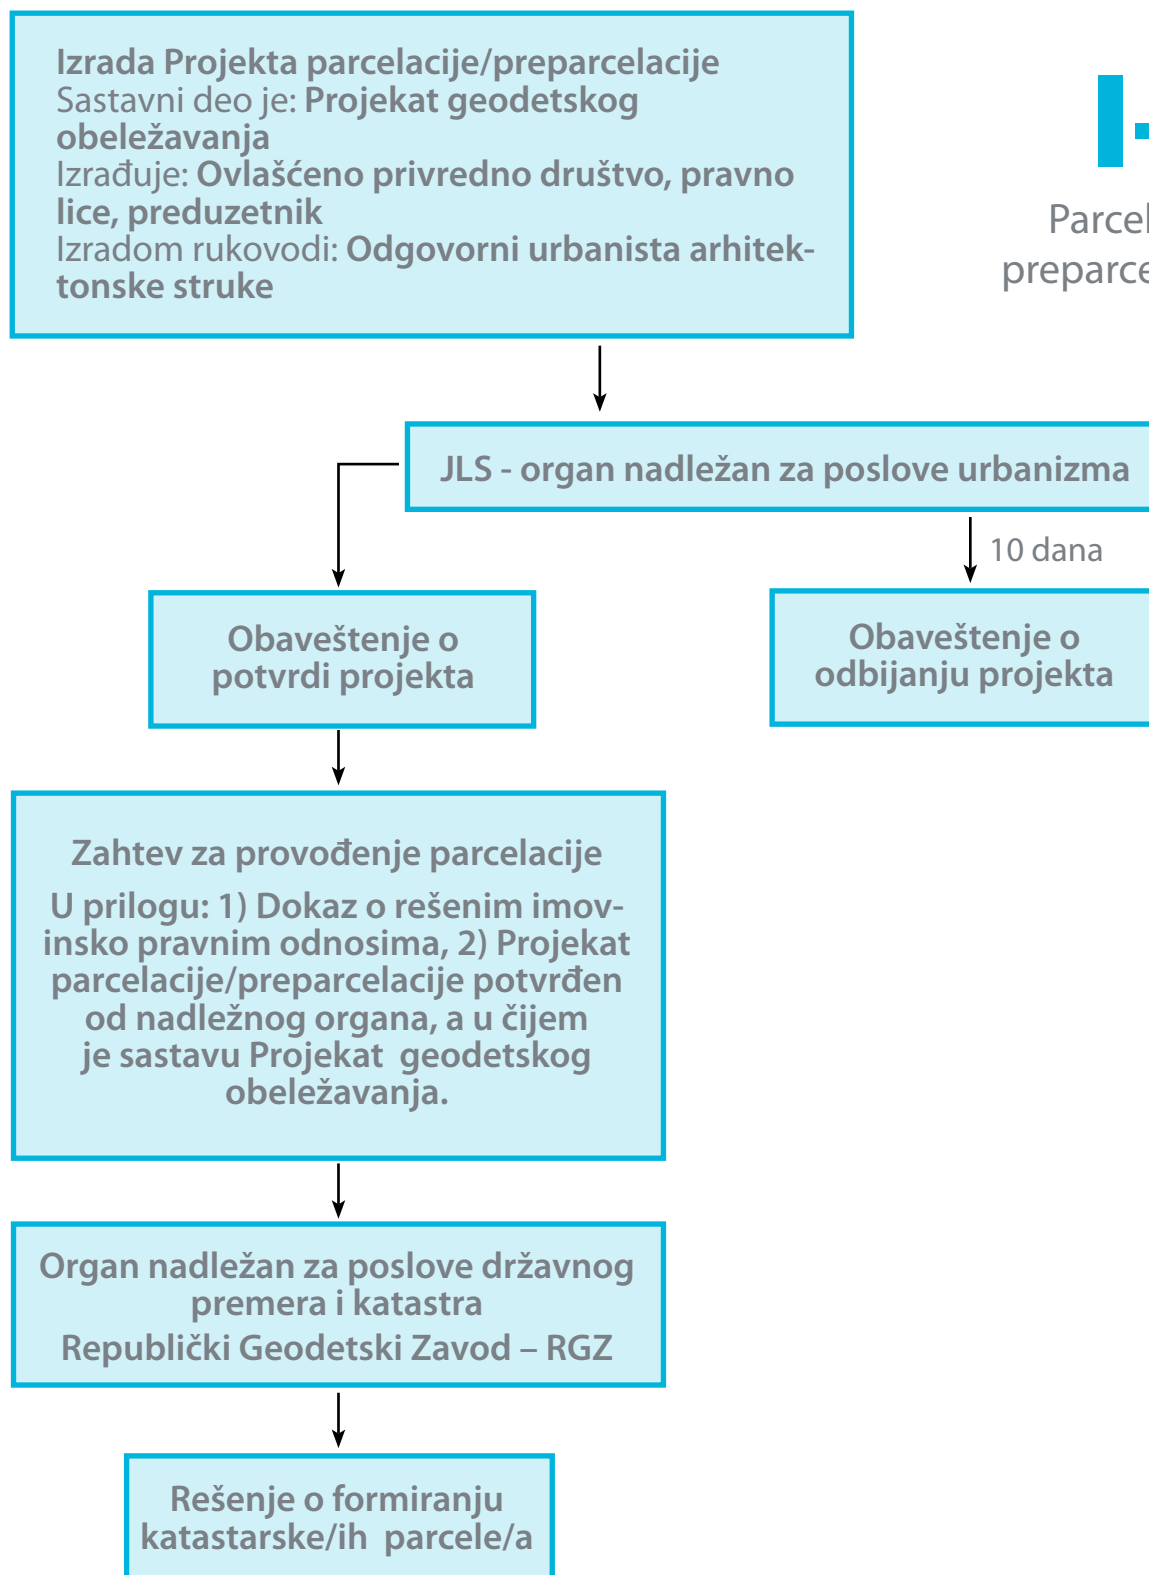 Izrada Projekta parcelacije/preparcelacije
Sastavni deo je: Projekat geodetskog
obeležavanja
Izrađuje: Ovlašćeno privredno društvo, pravno
lice, preduzetnik
Izradom rukovodi: Odgovorni urbanista arhitek-
tonske struke
Parcel
preparce
JLS - organ nadležan za poslove urbanizma
10 dana
Obaveštenje o
potvrdi projekta
Obaveštenje o
odbijanju projekta
Zahtev za provođenje parcelacije
U prilogu: 1) Dokaz o rešenim imov-
insko pravnim odnosima, 2) Projekat
parcelacije/preparcelacije potvrđen
od nadležnog organa, a u čijem
je sastavu Projekat  geodetskog
obeležavanja.
Organ nadležan za poslove državnog
premera i katastra
Republički Geodetski Zavod – RGZ
Rešenje o formiranju
katastarske/ih  parcele/a